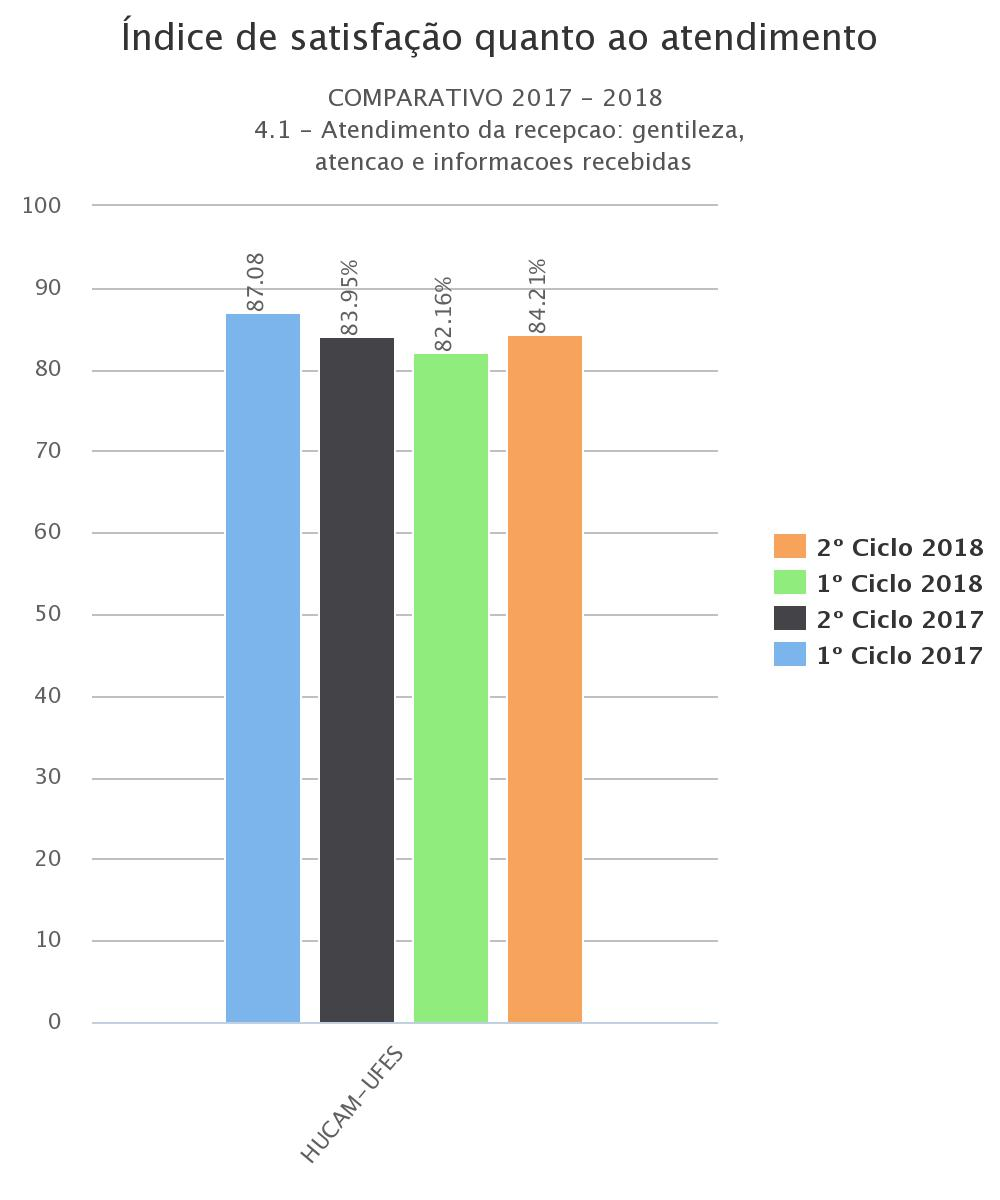 Índice de satisfação quanto ao atendimento
COMPARATIVO 2017 – 2018
4.1 – Atendimento da recepcao: gentileza,
atencao e informacoes recebidas
100
90
80
70
60
50
40
30
20
10
0
87.08
83.95%
82.16%
84.21%
HUCAM–UFES
2º Ciclo 2018
1º Ciclo 2018
2º Ciclo 2017
1º Ciclo 2017